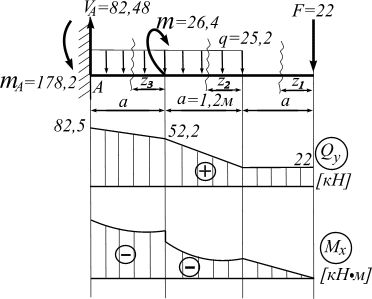 V_A=82,48
m=26,4
F=22
q=25,2
m_A=178,2
A
z_3
z_2
z_1
a
a=1,2м
a
82,5
52,2
22
Q_y
+
[кН]
−
−
M_x
[кН•м]